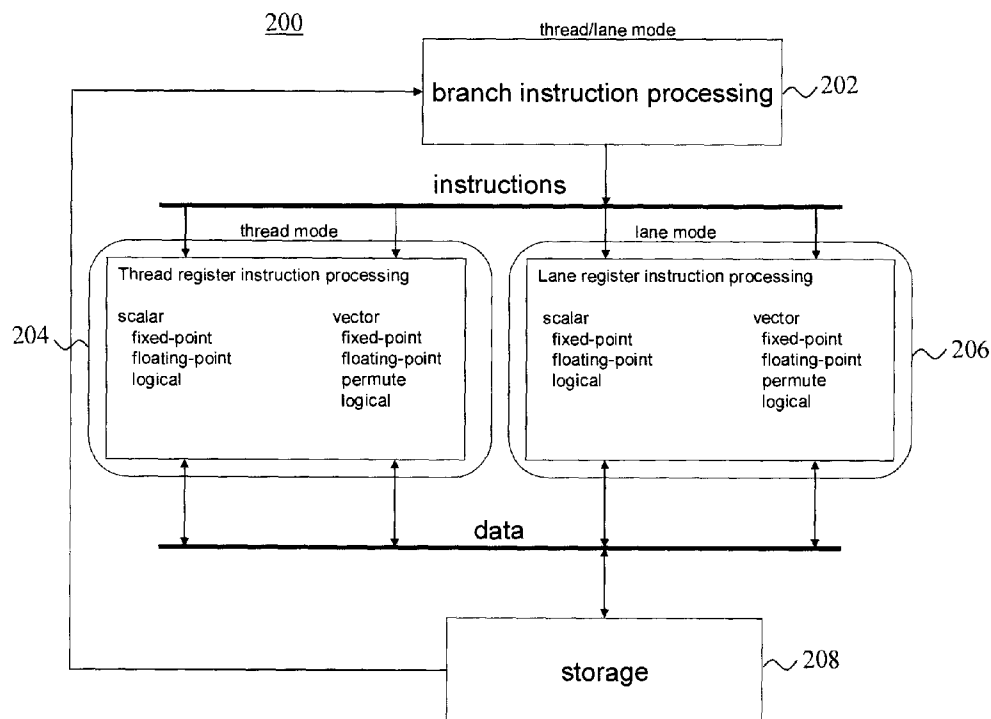 200
thread/lane mode
branch instruction processing
202
instructions
thread mode
lane mode
Thread register instruction processing
scalar
fixed-point
floating-point
logical
vector
fixed-point
floating-point
permute
logical
204
Lane register instruction processing
scalar
fixed-point
floating-point
logical
vector
fixed-point
floating-point
permute
logical
206
data
storage
208